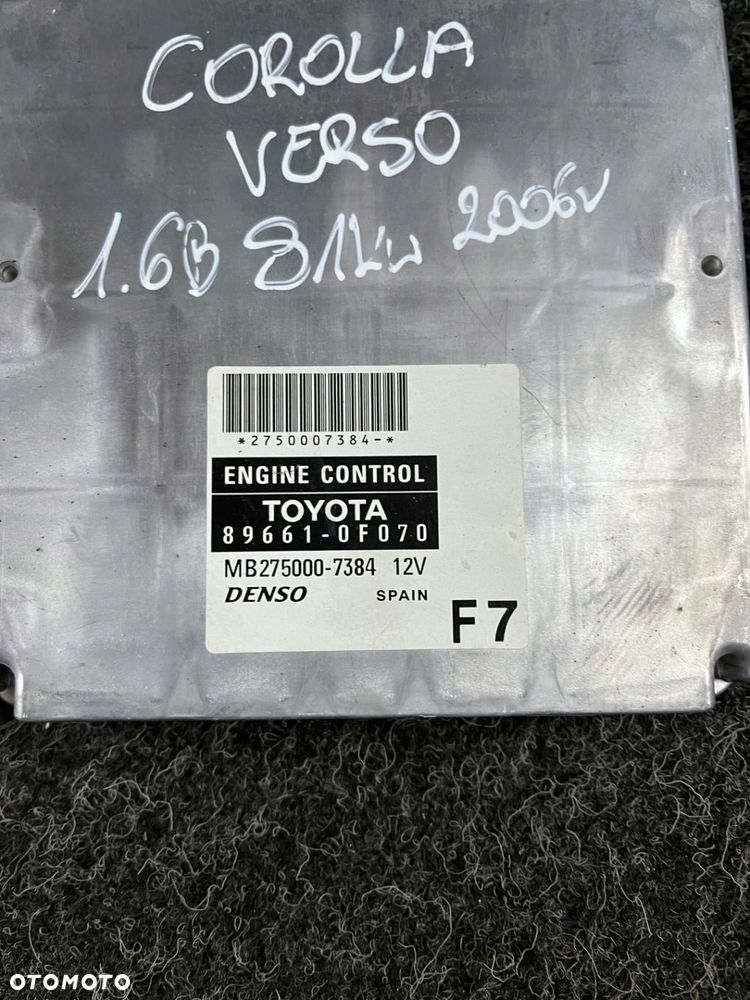 COROLLA
VERSO
1.6B 81kW 2006r
*2750007384-*
ENGINE CONTROL
TOYOTA
89661-0F070
MB275000-7384 12V
DENSO SPAIN
F7
OTOMOTO